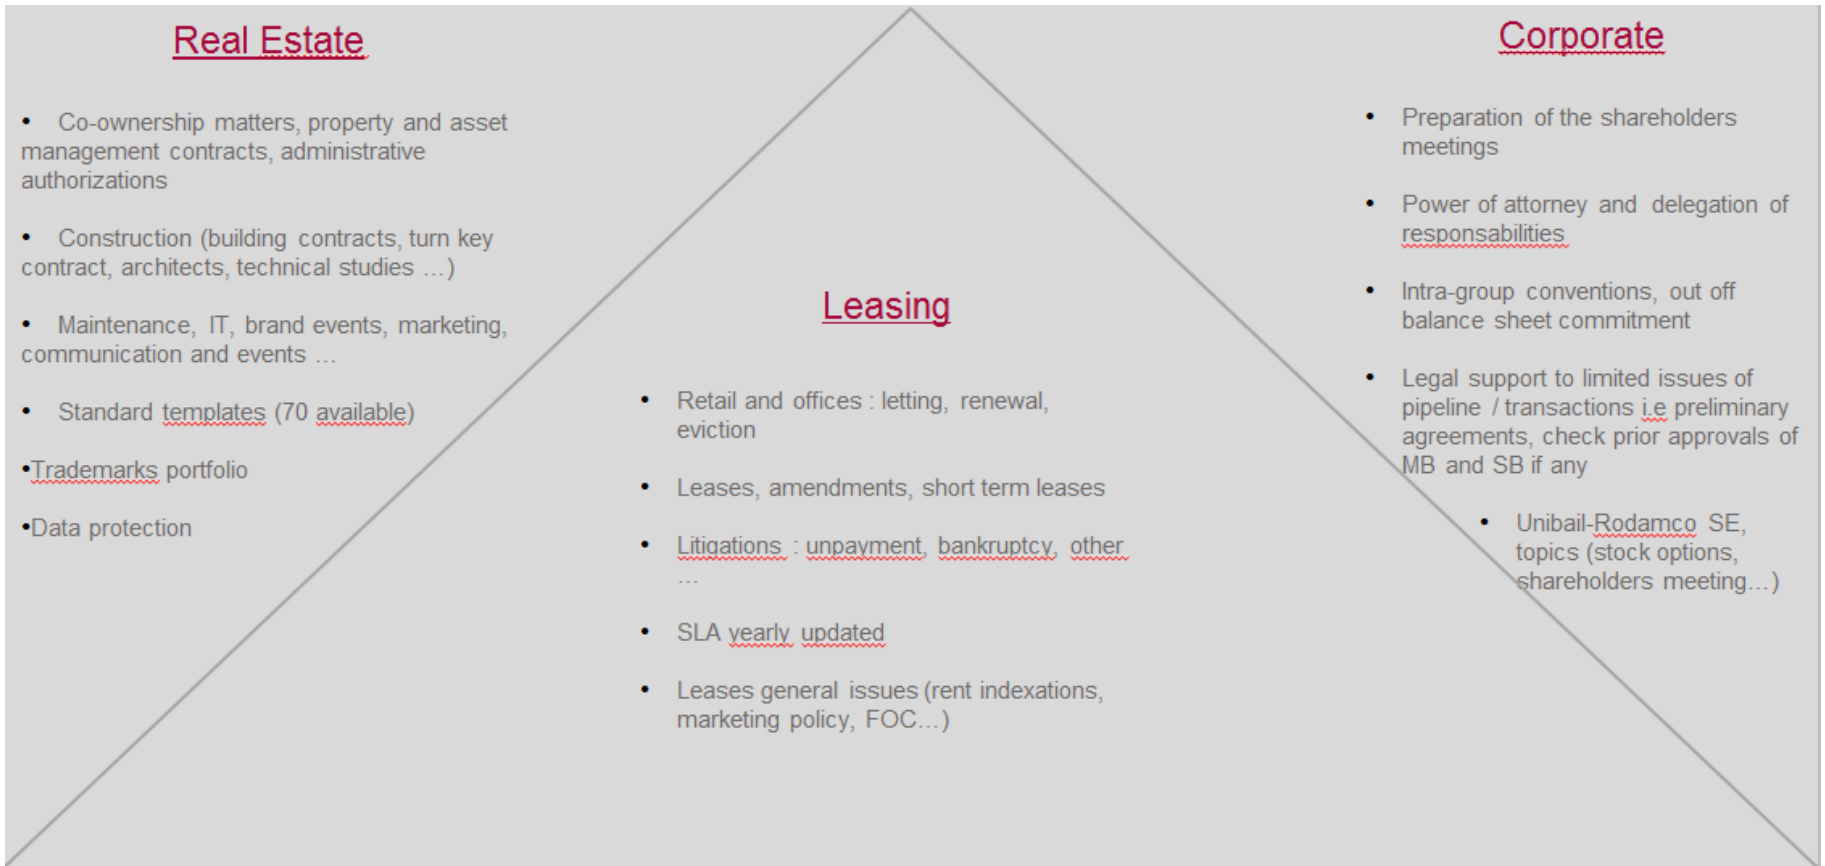 Real Estate
• Co-ownership matters, property and asset
management contracts, administrative
authorizations
• Construction (building contracts, turn key
contract, architects, technical studies ...)
• Maintenance, IT, brand events, marketing,
communication and events ...
• Standard templates (70 available)
•Trademarks portfolio
•Data protection
Leasing
• Retail and offices : letting, renewal,
eviction
• Leases, amendments, short term leases
• Litigations : unpayment, bankruptcy, other
...
• SLA yearly updated
• Leases general issues (rent indexations,
marketing policy, FOC...)
Corporate
• Preparation of the shareholders
meetings
• Power of attorney and delegation of
responsabilities
• Intra-group conventions, out off
balance sheet commitment
• Legal support to limited issues of
pipeline / transactions i.e preliminary
agreements, check prior approvals of
MB and SB if any
• Unibail-Rodamco SE,
topics (stock options,
shareholders meeting...)